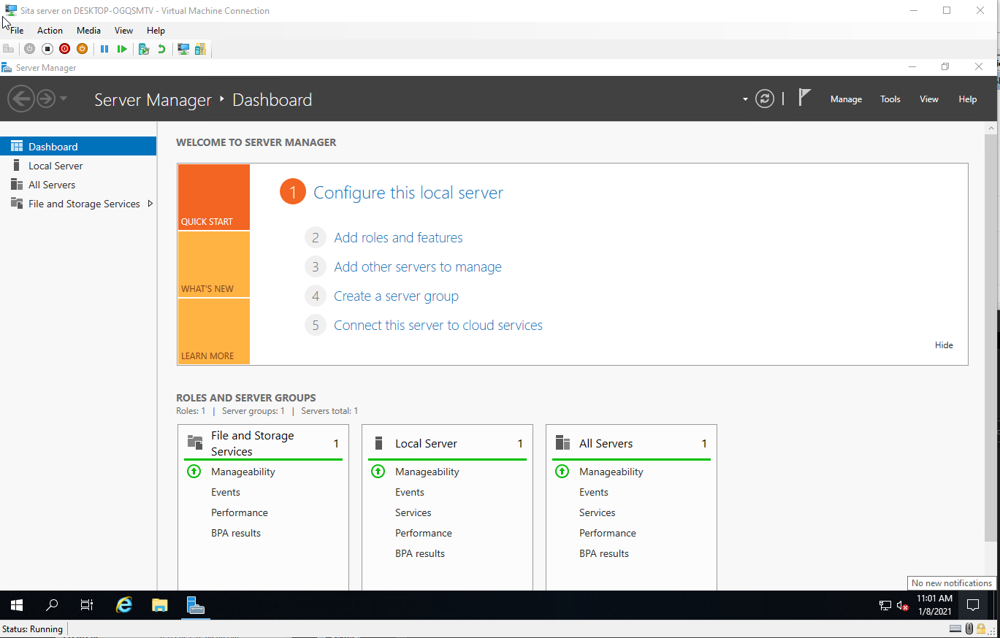 Sita server on DESKTOP-OGQSMTV - Virtual Machine Connection
File Action Media View Help
Server Manager
Server Manager Dashboard
Manage Tools View Help
Dashboard
Local Server
All Servers
File and Storage Services
WELCOME TO SERVER MANAGER
QUICK START
WHAT'S NEW
LEARN MORE
1 Configure this local server
2 Add roles and features
3 Add other servers to manage
4 Create a server group
5 Connect this server to cloud services
Hide
ROLES AND SERVER GROUPS
Roles: 1 | Server groups: 1 | Servers total: 1
File and Storage
Services 1
Manageability
Events
Performance
BPA results
Local Server 1
Manageability
Events
Services
Performance
BPA results
All Servers 1
Manageability
Events
Services
Performance
BPA results
No new notifications
11:01 AM
1/8/2021
Status: Running